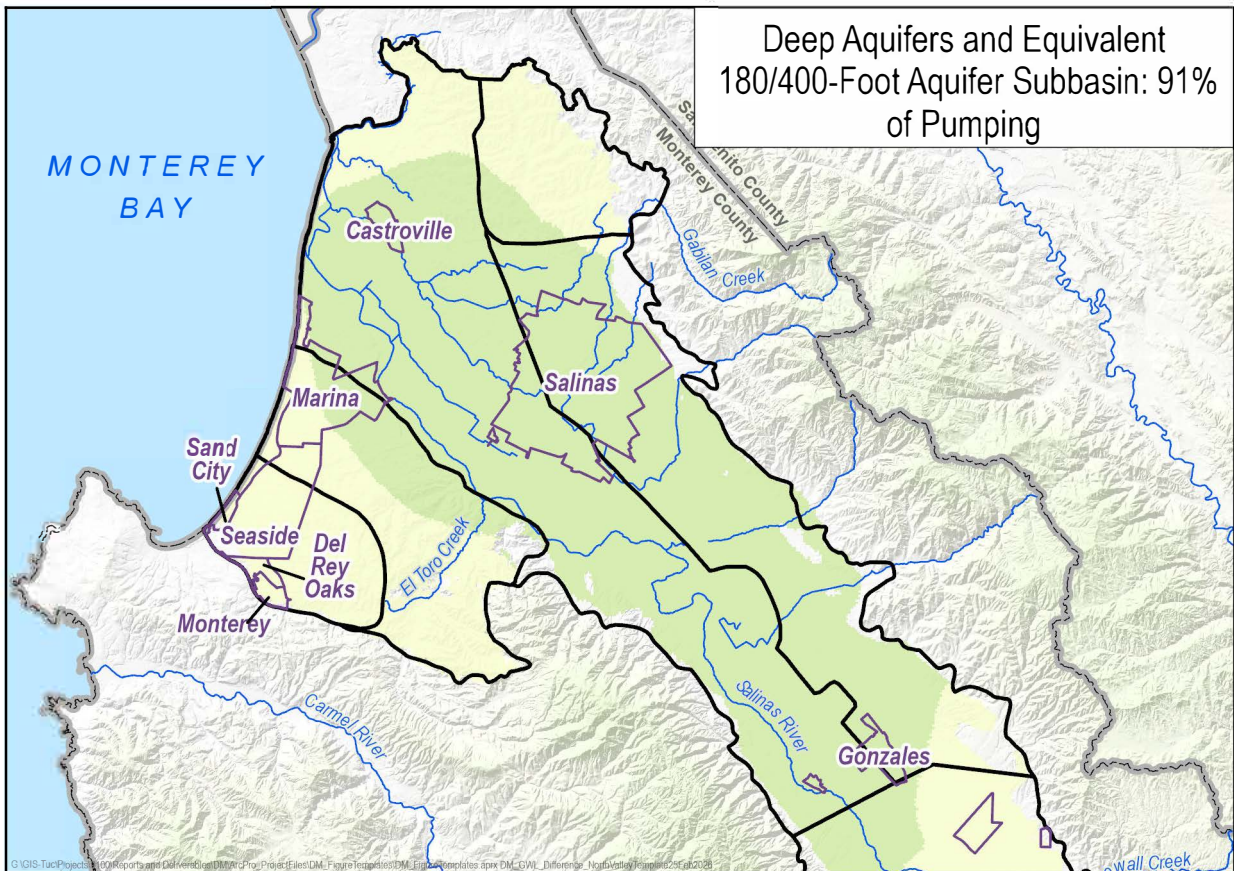 Deep Aquifers and Equivalent
180/400-Foot Aquifer Subbasin: 91%
of Pumping
Monterey County
MONTEREY
BAY
Castroville
Gabilan Creek
Salinas
Marina
Sand
City
Seaside
Del
Rey
Oaks
El Toro Creek
Monterey
Carmel River
Salinas River
Gonzales
Creek